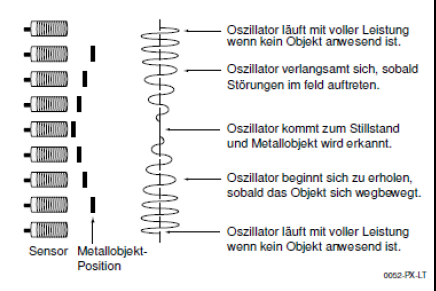 Oszillator läuft mit voller Leistung
wenn kein Objekt anwesend ist.
Oszillator verlangsamt sich, sobald
Störungen im feld auftreten.
Oszillator kommt zum Stillstand
und Metallobjekt wird erkannt.
Oszillator beginnt sich zu erholen,
sobald das Objekt sich wegbewegt.
Oszillator läuft mit voller Leistung
wenn kein Objekt anwesend ist.
Sensor Metallobjekt-
Position
0052-PX-LT